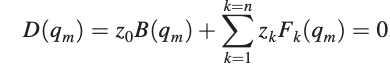 D(q_m) = z_0 B(q_m) + \sum_{k=1}^{k=n} z_k F_k(q_m) = 0